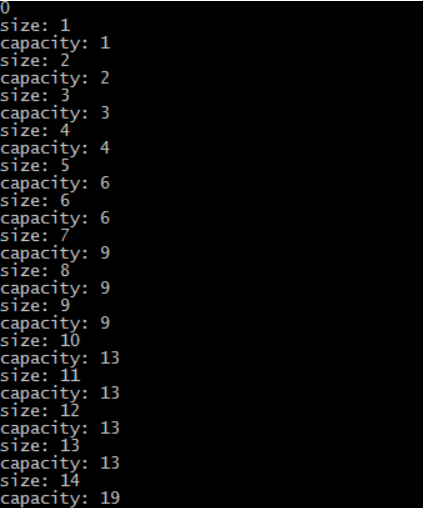 0
size: 1
capacity: 1
size: 2
capacity: 2
size: 3
capacity: 3
size: 4
capacity: 4
size: 5
capacity: 6
size: 6
capacity: 6
size: 7
capacity: 9
size: 8
capacity: 9
size: 9
capacity: 9
size: 10
capacity: 13
size: 11
capacity: 13
size: 12
capacity: 13
size: 13
capacity: 13
size: 14
capacity: 19